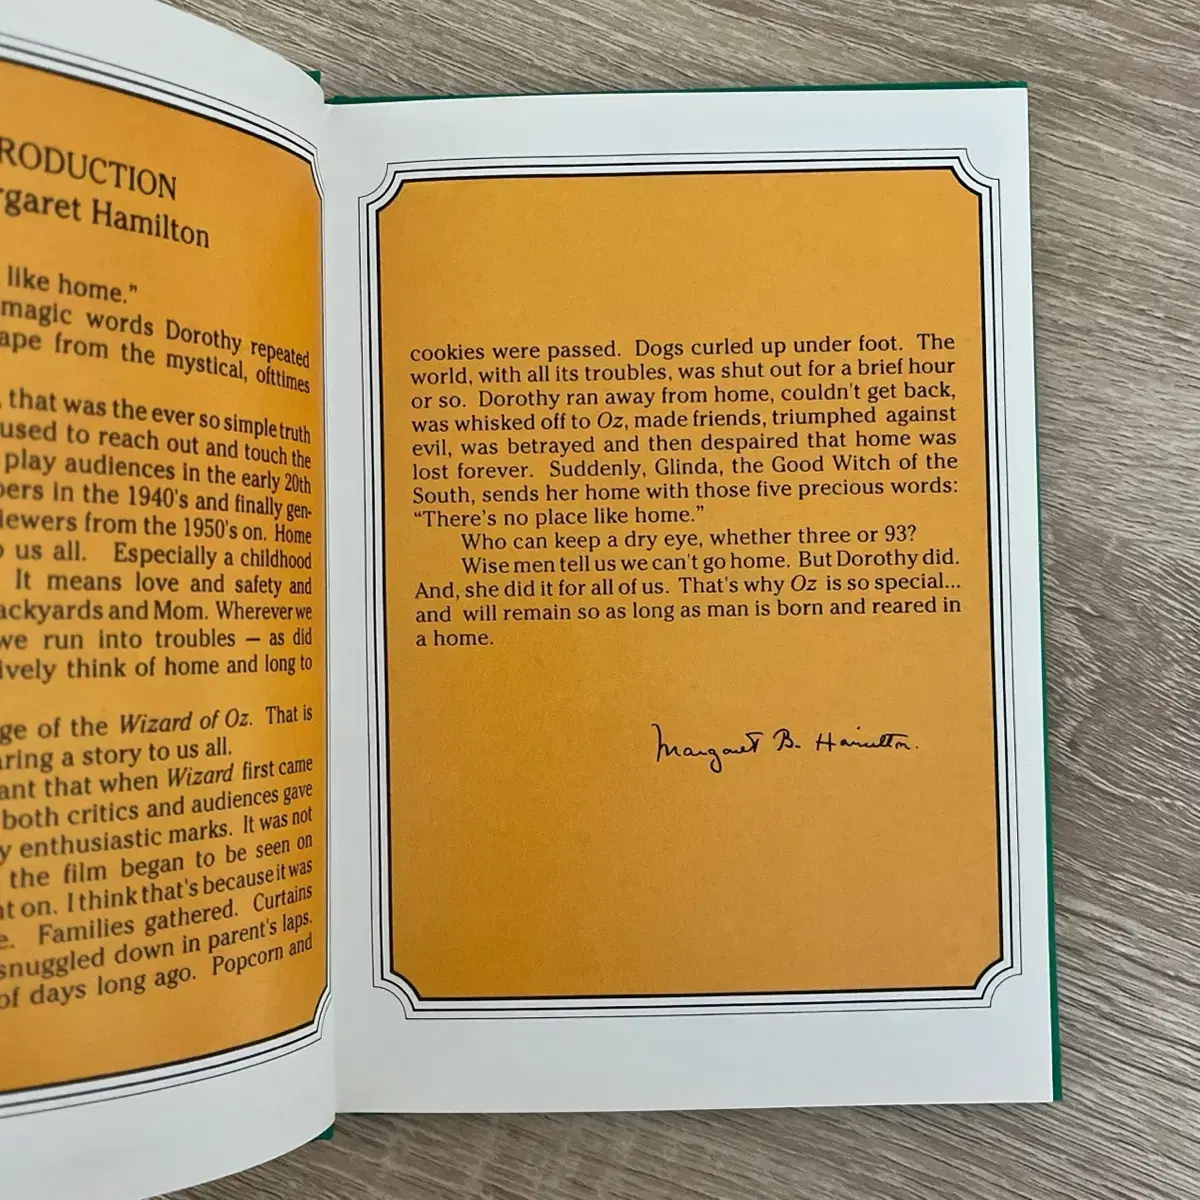 RODUCTION
rgaret Hamilton
like home."
magic words Dorothy repeated
ape from the mystical, ofttimes
that was the ever so simple truth
used to reach out and touch the
play audiences in the early 20th
bers in the 1940's and finally gen-
iewers from the 1950's on. Home
us all. Especially a childhood
It means love and safety and
ackyards and Mom. Wherever we
we run into troubles — as did
ively think of home and long to
ge of the Wizard of Oz. That is
aring a story to us all.
ant that when Wizard first came
both critics and audiences gave
y enthusiastic marks. It was not
the film began to be seen on
nt on. I think that's because it was
e. Families gathered. Curtains
snuggled down in parent's laps.
of days long ago. Popcorn and
cookies were passed. Dogs curled up under foot. The
world, with all its troubles, was shut out for a brief hour
or so. Dorothy ran away from home, couldn't get back,
was whisked off to Oz, made friends, triumphed against
evil, was betrayed and then despaired that home was
lost forever. Suddenly, Glinda, the Good Witch of the
South, sends her home with those five precious words:
"There's no place like home."
Who can keep a dry eye, whether three or 93?
Wise men tell us we can't go home. But Dorothy did.
And, she did it for all of us. That's why Oz is so special...
and will remain so as long as man is born and reared in
a home.
Margaret B. Hamilton.